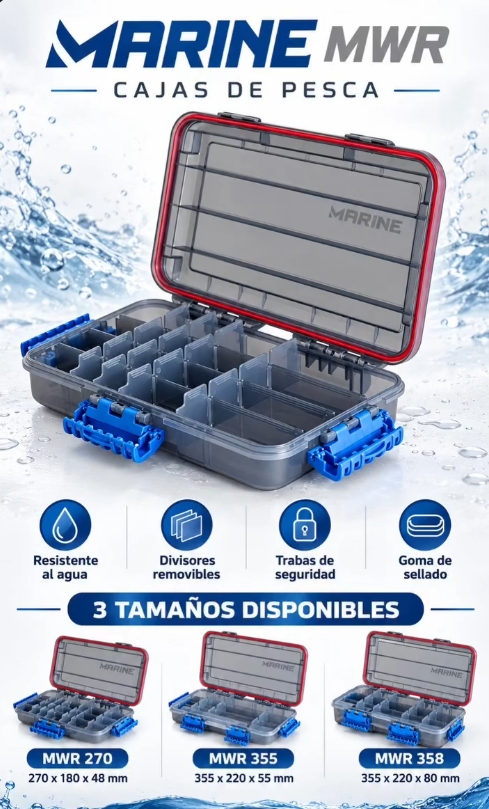 MARINE MWR
CAJAS DE PESCA
MARINE
Resistente
al agua
Divisores
removibles
Trabas de
seguridad
Goma de
sellado
3 TAMAÑOS DISPONIBLES
MARINE
MARINE
MARINE
MWR 270
MWR 355
MWR 358
270 x 180 x 48 mm
355 x 220 x 55 mm
355 x 220 x 80 mm